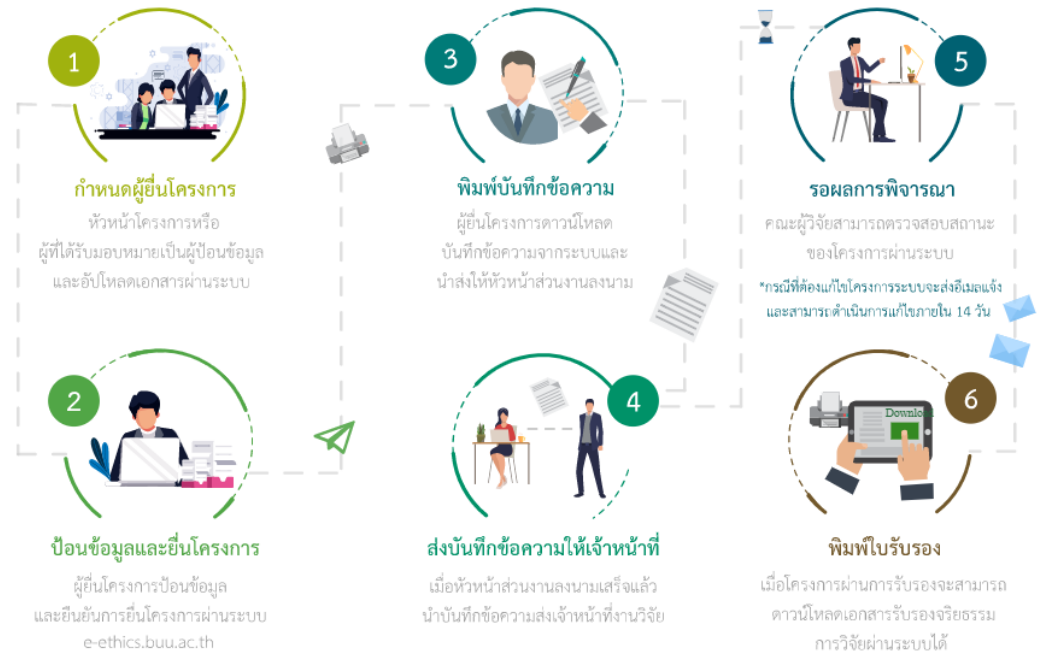 1
กำหนดผู้ยื่นโครงการ
หัวหน้าโครงการหรือ
ผู้ที่ได้รับมอบหมายเป็นผู้ป้อนข้อมูล
และอัปโหลดเอกสารผ่านระบบ
2
ป้อนข้อมูลและยื่นโครงการ
ผู้ยื่นโครงการป้อนข้อมูล
และยืนยันการยื่นโครงการผ่านระบบ
e-ethics.buu.ac.th
3
พิมพ์บันทึกข้อความ
ผู้ยื่นโครงการดาวน์โหลด
บันทึกข้อความจากระบบและ
นำส่งให้หัวหน้าส่วนงานลงนาม
4
ส่งบันทึกข้อความให้เจ้าหน้าที่
เมื่อหัวหน้าส่วนงานลงนามเสร็จแล้ว
นำบันทึกข้อความส่งเจ้าหน้าที่งานวิจัย
5
รอผลการพิจารณา
คณะผู้วิจัยสามารถตรวจสอบสถานะ
ของโครงการผ่านระบบ
*กรณีที่ต้องแก้ไขโครงการระบบจะส่งอีเมลแจ้ง
และสามารถดำเนินการแก้ไขภายใน 14 วัน
6
Download
พิมพ์ใบรับรอง
เมื่อโครงการผ่านการรับรองจะสามารถ
ดาวน์โหลดเอกสารรับรองจริยธรรม
การวิจัยผ่านระบบได้